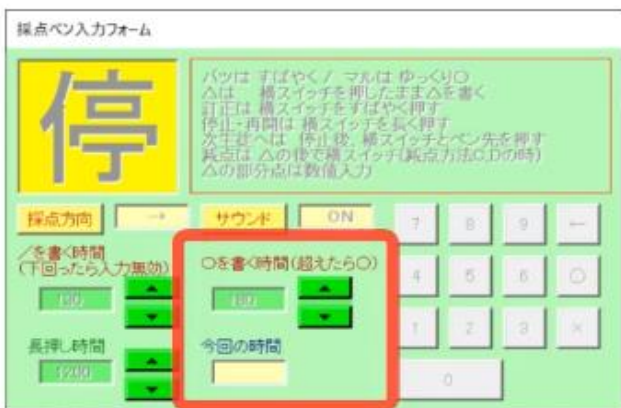 採点ペン入力フォーム
停
バツは すばやく / マルは ゆっくり○
△は 横スイッチを押したまま△を書く
訂正は 横スイッチをすばやく押す
停止・再開は 横スイッチを長く押す
次生徒へは 停止後、横スイッチとペン先を押す
減点は △の後で横スイッチ(減点方法C,Dの時)
△の部分点は数値入力
採点方向 → サウンド ON
7 8 9 ←
/を書く時間
(下回ったら入力無効)
○を書く時間(超えたら○)
180
4 5 6 ○
1 2 3 ×
長押し時間
1200
今回の時間
0